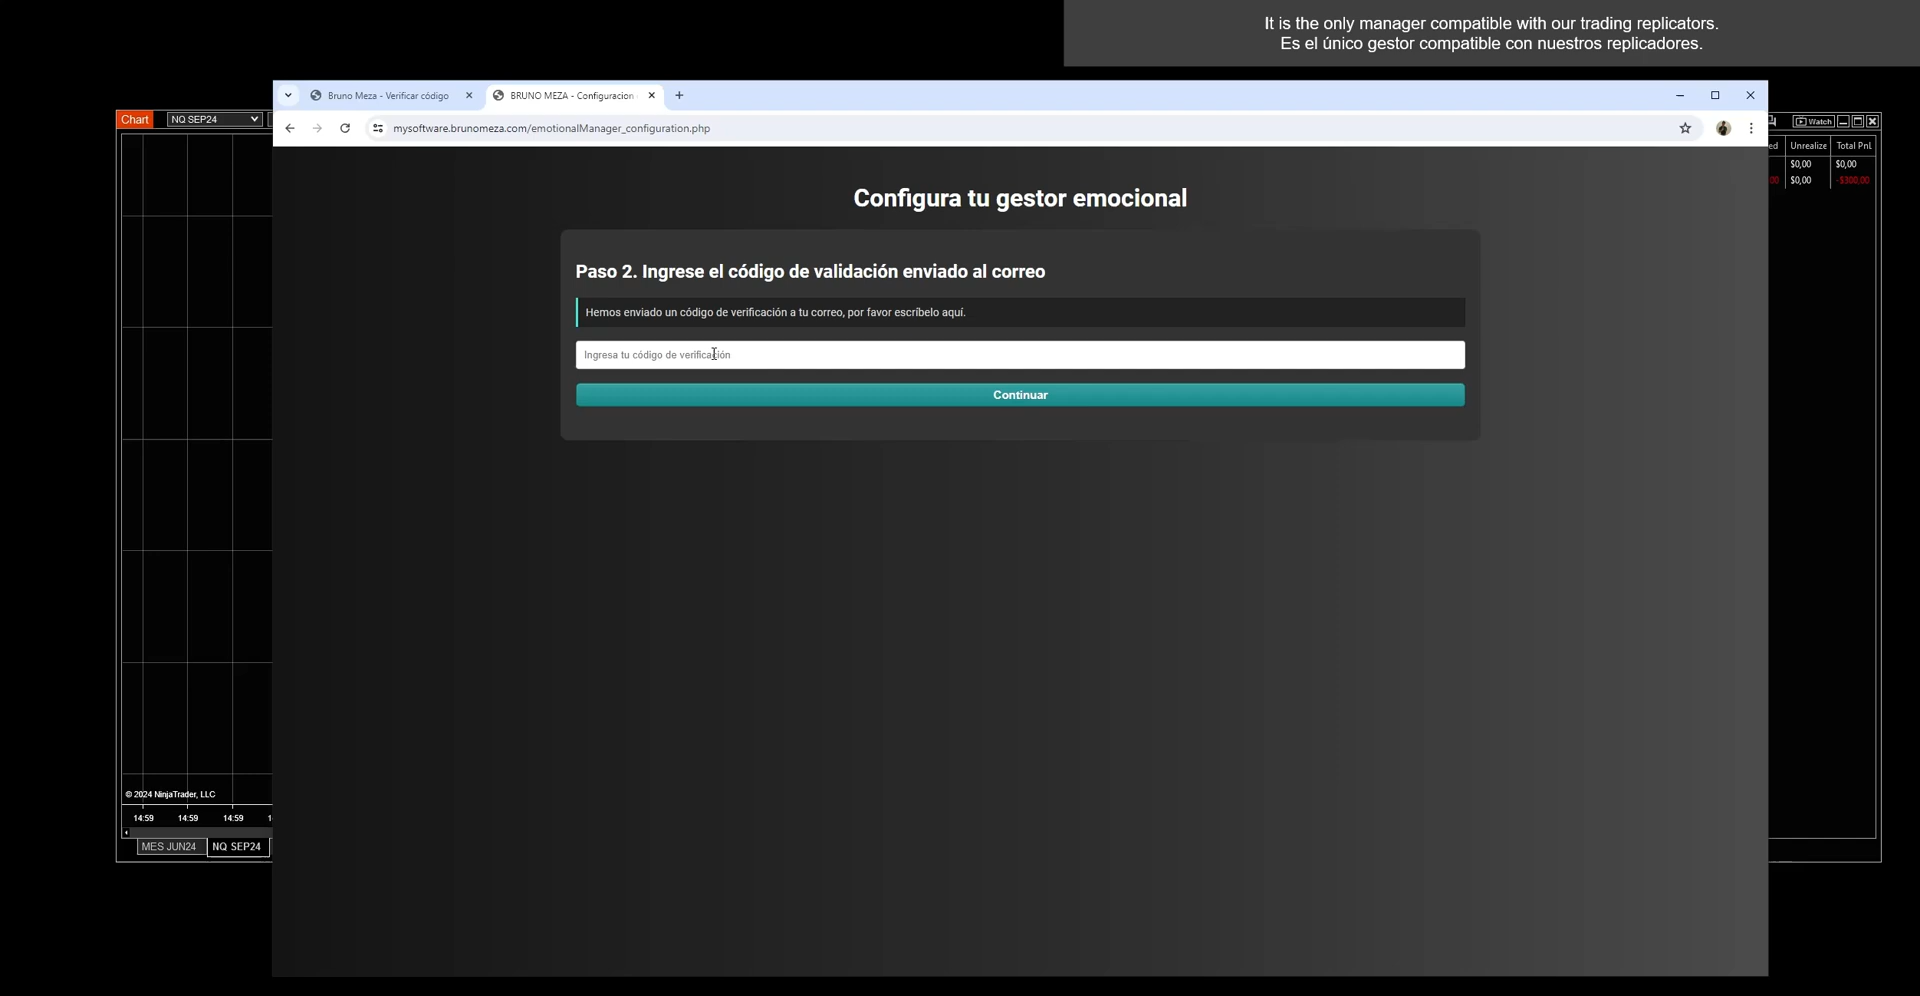 It is the only manager compatible with our trading replicators.
Es el único gestor compatible con nuestros replicadores.
Bruno Meza - Verificar código
BRUNO MEZA - Configuracion
mysoftware.brunomeza.com/emotionalManager_configuration.php
Chart
NQ SEP24
Watch
ed Unrealize Total PnL
$0,00 $0,00
00 $0,00 -$300,00
Configura tu gestor emocional
Paso 2. Ingrese el código de validación enviado al correo
Hemos enviado un código de verificación a tu correo, por favor escríbelo aquí.
Ingresa tu código de verificación
Continuar
© 2024 NinjaTrader, LLC
14:59 14:59 14:59 1
MES JUN24 NQ SEP24